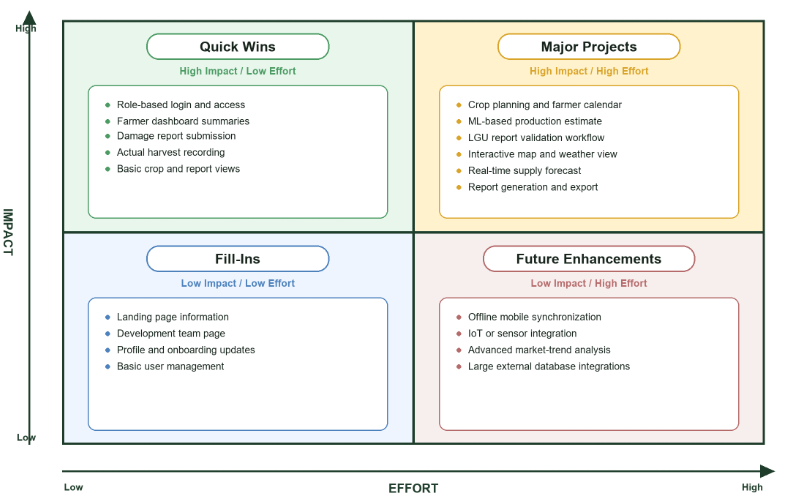 High
Quick Wins
High Impact / Low Effort
Role-based login and access
Farmer dashboard summaries
Damage report submission
Actual harvest recording
Basic crop and report views
Major Projects
High Impact / High Effort
Crop planning and farmer calendar
ML-based production estimate
LGU report validation workflow
Interactive map and weather view
Real-time supply forecast
Report generation and export
IMPACT
Fill-Ins
Low Impact / Low Effort
Landing page information
Development team page
Profile and onboarding updates
Basic user management
Future Enhancements
Low Impact / High Effort
Offline mobile synchronization
IoT or sensor integration
Advanced market-trend analysis
Large external database integrations
Low
Low
EFFORT
High